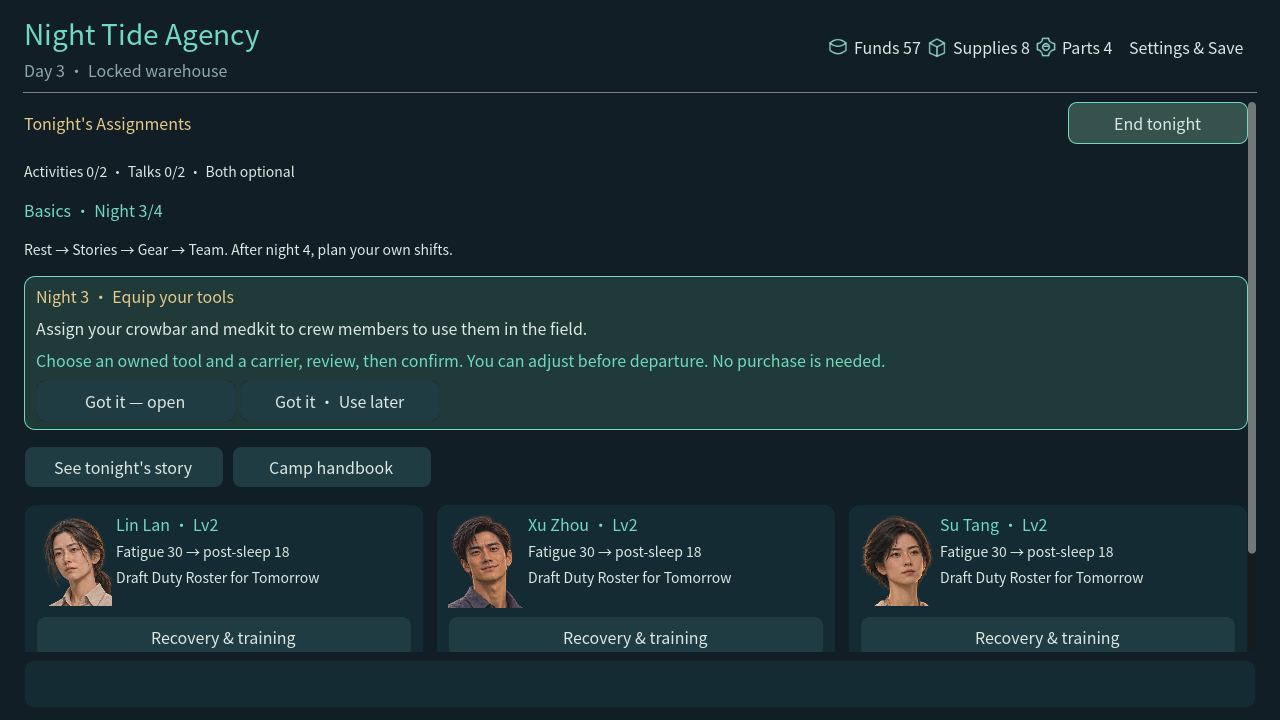 Night Tide Agency
Day 3 • Locked warehouse
Funds 57
Supplies 8
Parts 4
Settings & Save
Tonight's Assignments
End tonight
Activities 0/2 • Talks 0/2 • Both optional
Basics • Night 3/4
Rest → Stories → Gear → Team. After night 4, plan your own shifts.
Night 3 • Equip your tools
Assign your crowbar and medkit to crew members to use them in the field.
Choose an owned tool and a carrier, review, then confirm. You can adjust before departure. No purchase is needed.
Got it — open
Got it • Use later
See tonight's story
Camp handbook
Lin Lan • Lv2
Fatigue 30 → post-sleep 18
Draft Duty Roster for Tomorrow
Recovery & training
Xu Zhou • Lv2
Fatigue 30 → post-sleep 18
Draft Duty Roster for Tomorrow
Recovery & training
Su Tang • Lv2
Fatigue 30 → post-sleep 18
Draft Duty Roster for Tomorrow
Recovery & training